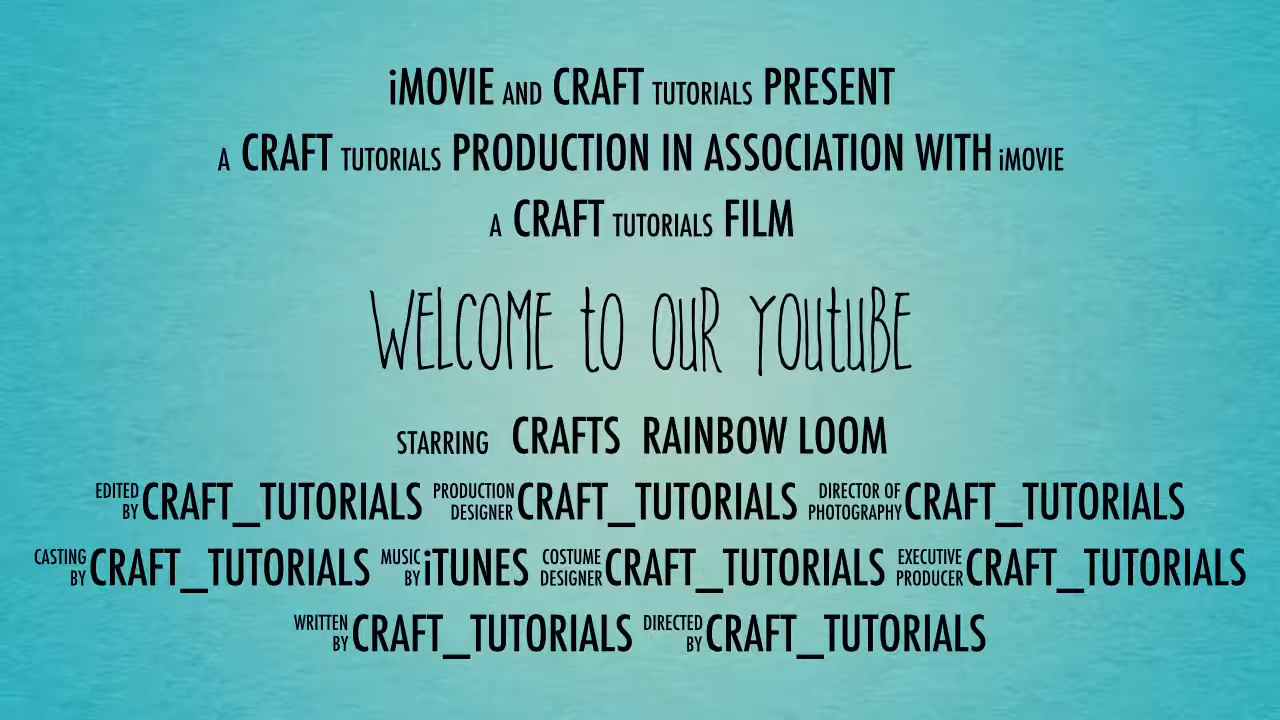 iMOVIE AND CRAFT TUTORIALS PRESENT
A CRAFT TUTORIALS PRODUCTION IN ASSOCIATION WITH iMOVIE
A CRAFT TUTORIALS FILM
WELCOME to OUR YOUtUBE
STARRING CRAFTS RAINBOW LOOM
EDITED BY CRAFT_TUTORIALS PRODUCTION DESIGNER CRAFT_TUTORIALS DIRECTOR OF PHOTOGRAPHY CRAFT_TUTORIALS
CASTING BY CRAFT_TUTORIALS MUSIC BY iTUNES COSTUME DESIGNER CRAFT_TUTORIALS EXECUTIVE PRODUCER CRAFT_TUTORIALS
WRITTEN BY CRAFT_TUTORIALS DIRECTED BY CRAFT_TUTORIALS